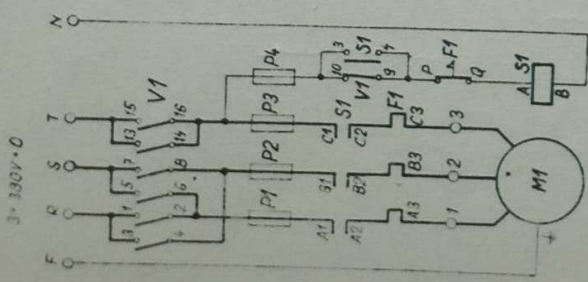 3×380V+0
F
R
S
T
N
3
1
5
7
13
15
V1
4
2
6
8
14
16
P1
P2
P3
P4
10
3
V1
S1
9
4
A1
B1
C1
S1
A2
B2
C2
P
F1
Q
F1
A3
B3
C3
A
S1
B
1
2
3
M1